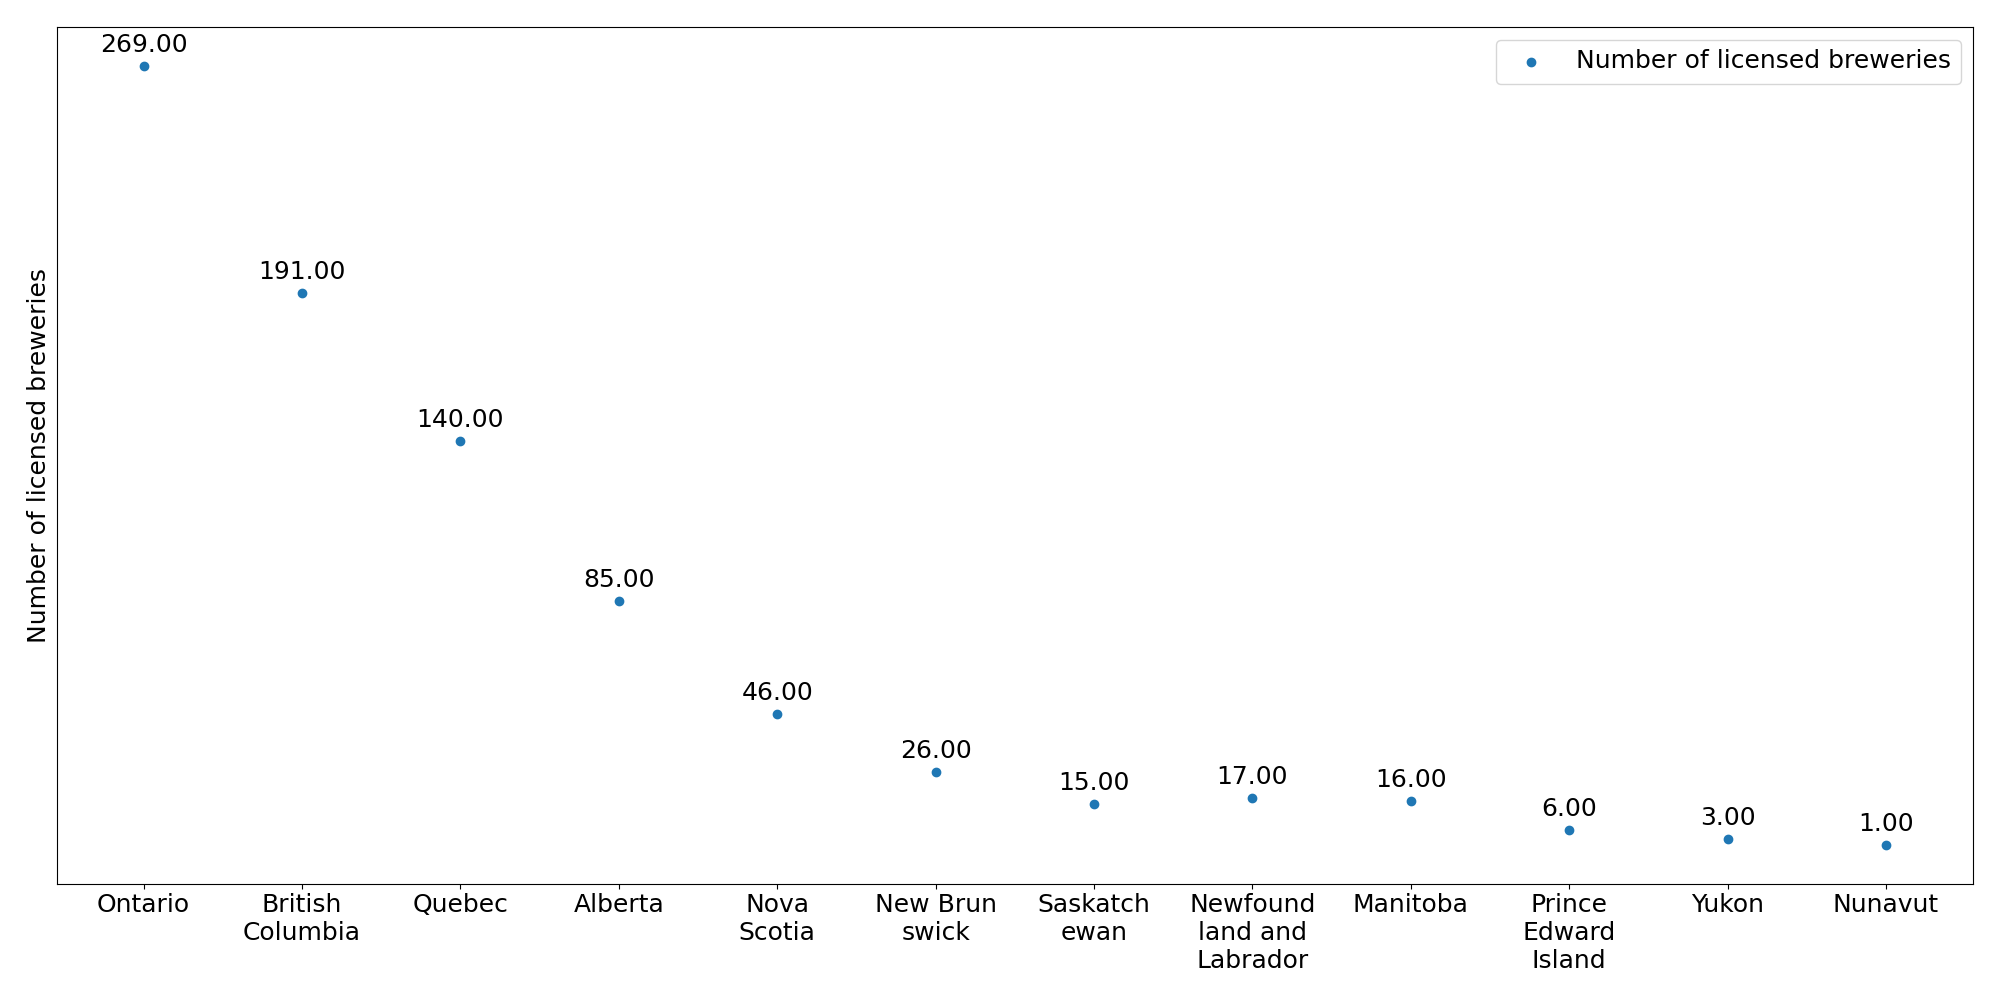 269.00
Number of licensed breweries
191.00
140.00
85.00
46.00
26.00
15.00
17.00
16.00
6.00
3.00
1.00
Number of licensed breweries
Ontario
British
Columbia
Quebec
Alberta
Nova
Scotia
New Brun
swick
Saskatch
ewan
Newfound
land and
Labrador
Manitoba
Prince
Edward
Island
Yukon
Nunavut